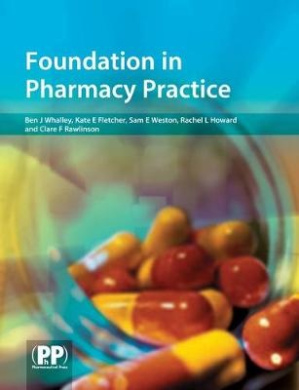 Foundation in
Pharmacy Practice
Ben J Whalley, Kate E Fletcher, Sam E Weston, Rachel L Howard
and Clare F Rawlinson
(PP)
Pharmaceutical Press